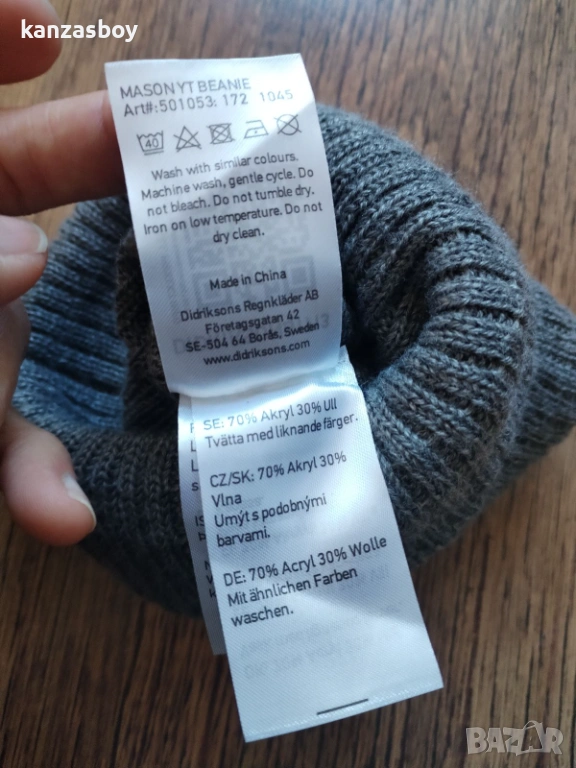 kanzasboy
MASON YT BEANIE
Art#:501053: 172 1045
40
Wash with similar colours.
Machine wash, gentle cycle. Do
not bleach. Do not tumble dry.
Iron on low temperature. Do not
dry clean.
Made in China
Didriksons Regnkläder AB
Företagsgatan 42
SE-504 64 Borås, Sweden
www.didriksons.com
SE: 70% Akryl 30% Ull
Tvätta med liknande färger.
CZ/SK: 70% Akryl 30%
Vlna
Umýt s podobnými
barvami.
DE: 70% Acryl 30% Wolle
Mit ähnlichen Farben
waschen.
BAZAR